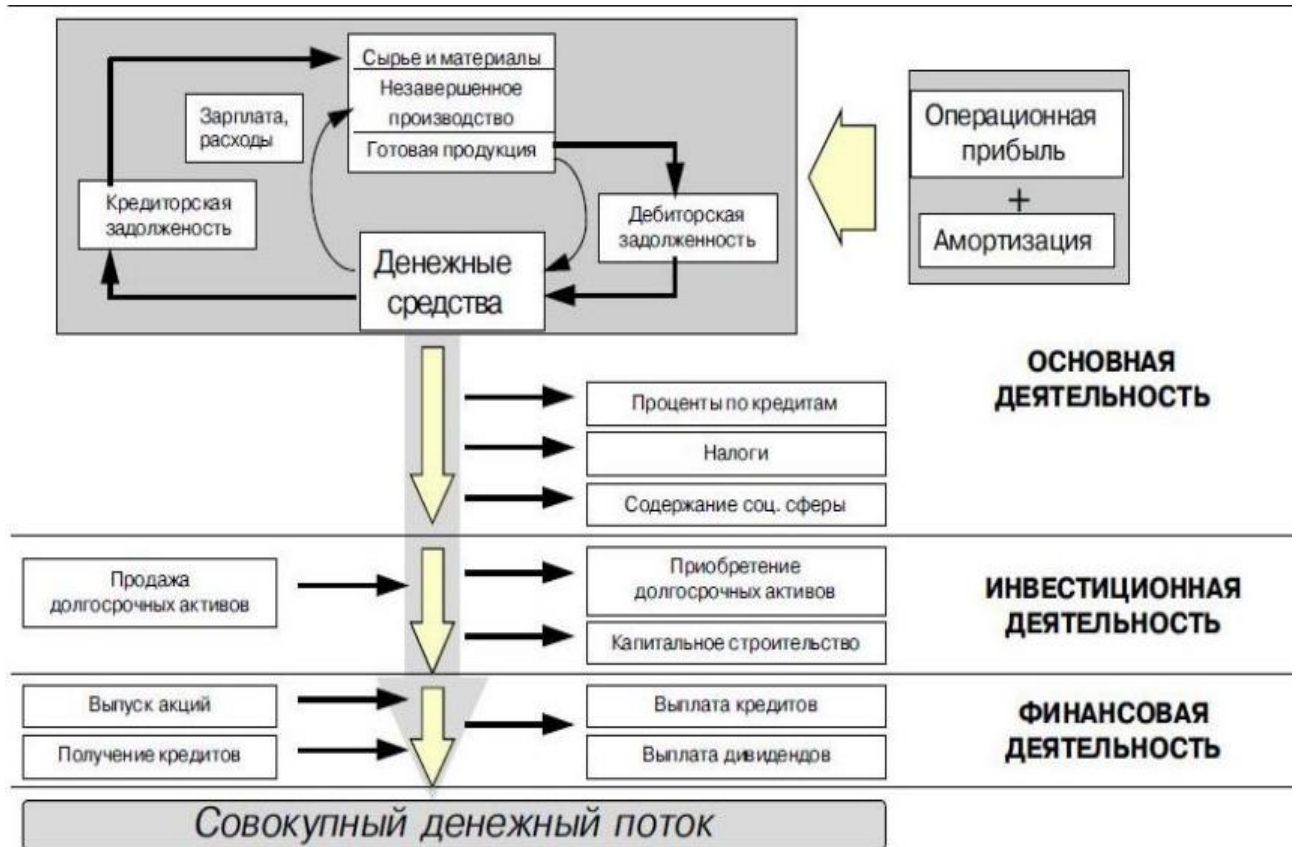 Сырье и материалы
Незавершенное
производство
Готовая продукция
Зарплата,
расходы
Кредиторская
задолженость
Дебиторская
задолженность
Денежные
средства
Операционная
прибыль
+
Амортизация
ОСНОВНАЯ
ДЕЯТЕЛЬНОСТЬ
Проценты по кредитам
Налоги
Содержание соц. сферы
Продажа
долгосрочных активов
Приобретение
долгосрочных активов
Капитальное строительство
ИНВЕСТИЦИОННАЯ
ДЕЯТЕЛЬНОСТЬ
Выпуск акций
Получение кредитов
Выплата кредитов
Выплата дивидендов
ФИНАНСОВАЯ
ДЕЯТЕЛЬНОСТЬ
Совокупный денежный поток